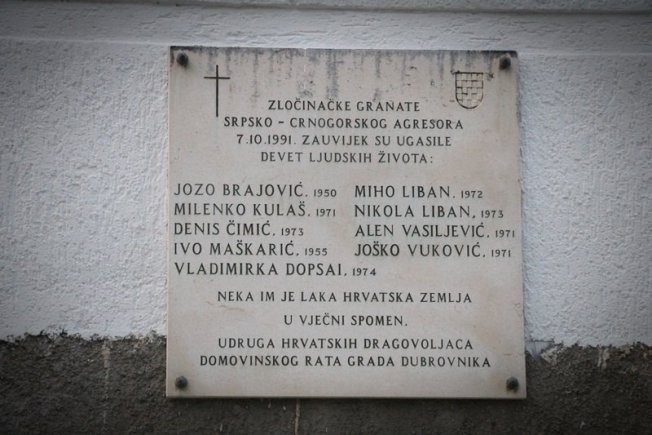 ZLOČINAČKE GRANATE
SRPSKO - CRNOGORSKOG AGRESORA
7.10.1991. ZAUVIJEK SU UGASILE
DEVET LJUDSKIH ŽIVOTA:
JOZO BRAJOVIĆ, 1950 MIHO LIBAN, 1972
MILENKO KULAŠ, 1971 NIKOLA LIBAN, 1973
DENIS ČIMIĆ, 1973 ALEN VASILJEVIĆ, 1971
IVO MAŠKARIĆ, 1955 JOŠKO VUKOVIĆ, 1971
VLADIMIRKA DOPSAJ, 1974
NEKA IM JE LAKA HRVATSKA ZEMLJA
U VJEČNI SPOMEN,
UDRUGA HRVATSKIH DRAGOVOLJACA
DOMOVINSKOG RATA GRADA DUBROVNIKA